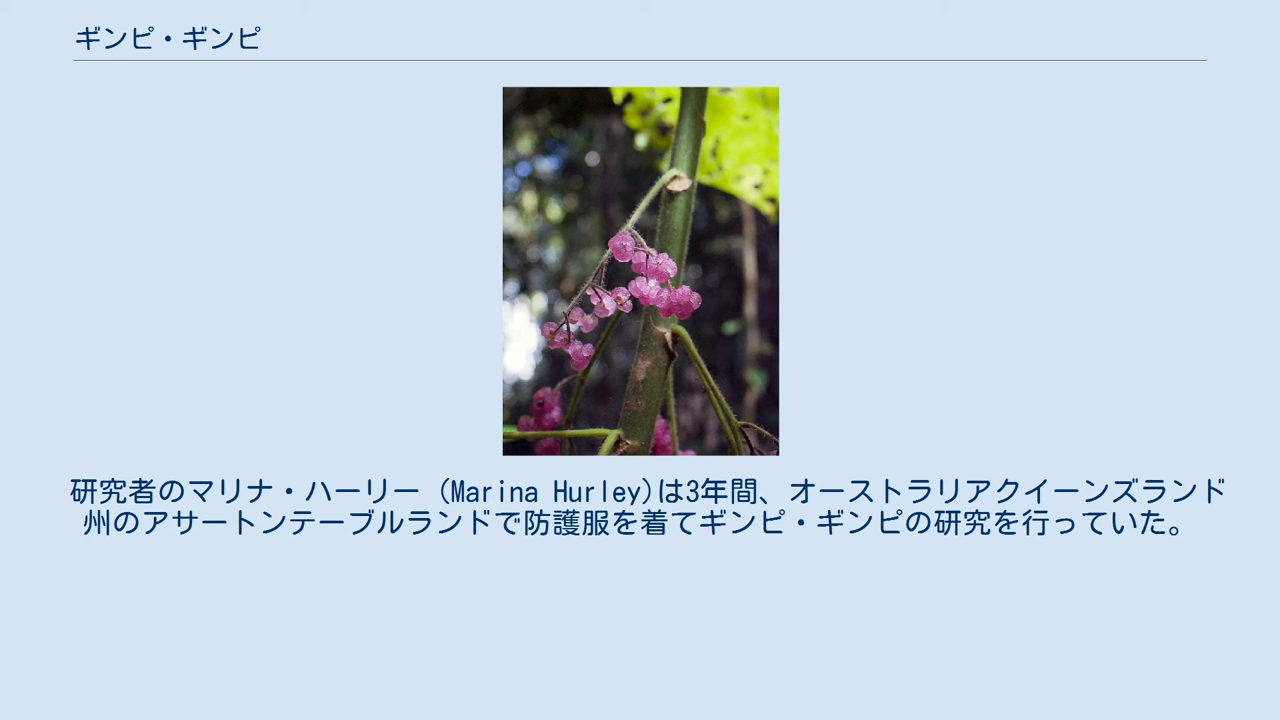 ギンピ・ギンピ
研究者のマリナ・ハーリー (Marina Hurley)は3年間、オーストラリアクイーンズランド
州のアサートンテーブルランドで防護服を着てギンピ・ギンピの研究を行っていた。